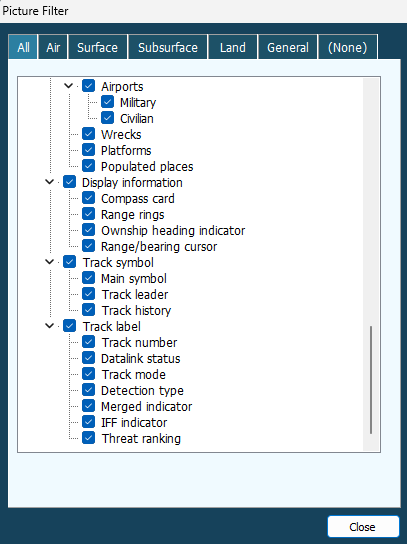 Picture Filter
All Air Surface Subsurface Land General (None)
Airports
Military
Civilian
Wrecks
Platforms
Populated places
Display information
Compass card
Range rings
Ownship heading indicator
Range/bearing cursor
Track symbol
Main symbol
Track leader
Track history
Track label
Track number
Datalink status
Track mode
Detection type
Merged indicator
IFF indicator
Threat ranking
Close